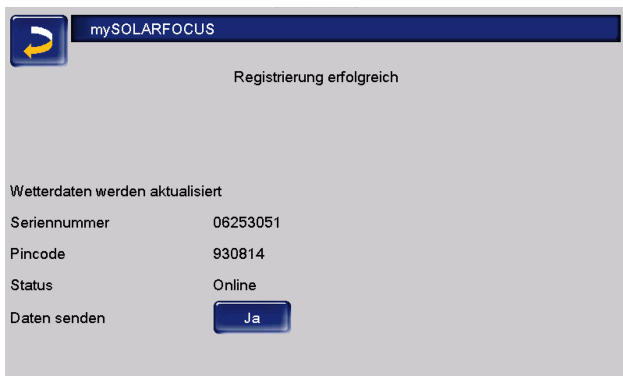 mySOLARFOCUS
Registrierung erfolgreich
Wetterdaten werden aktualisiert
Seriennummer 06253051
Pincode 930814
Status Online
Daten senden Ja